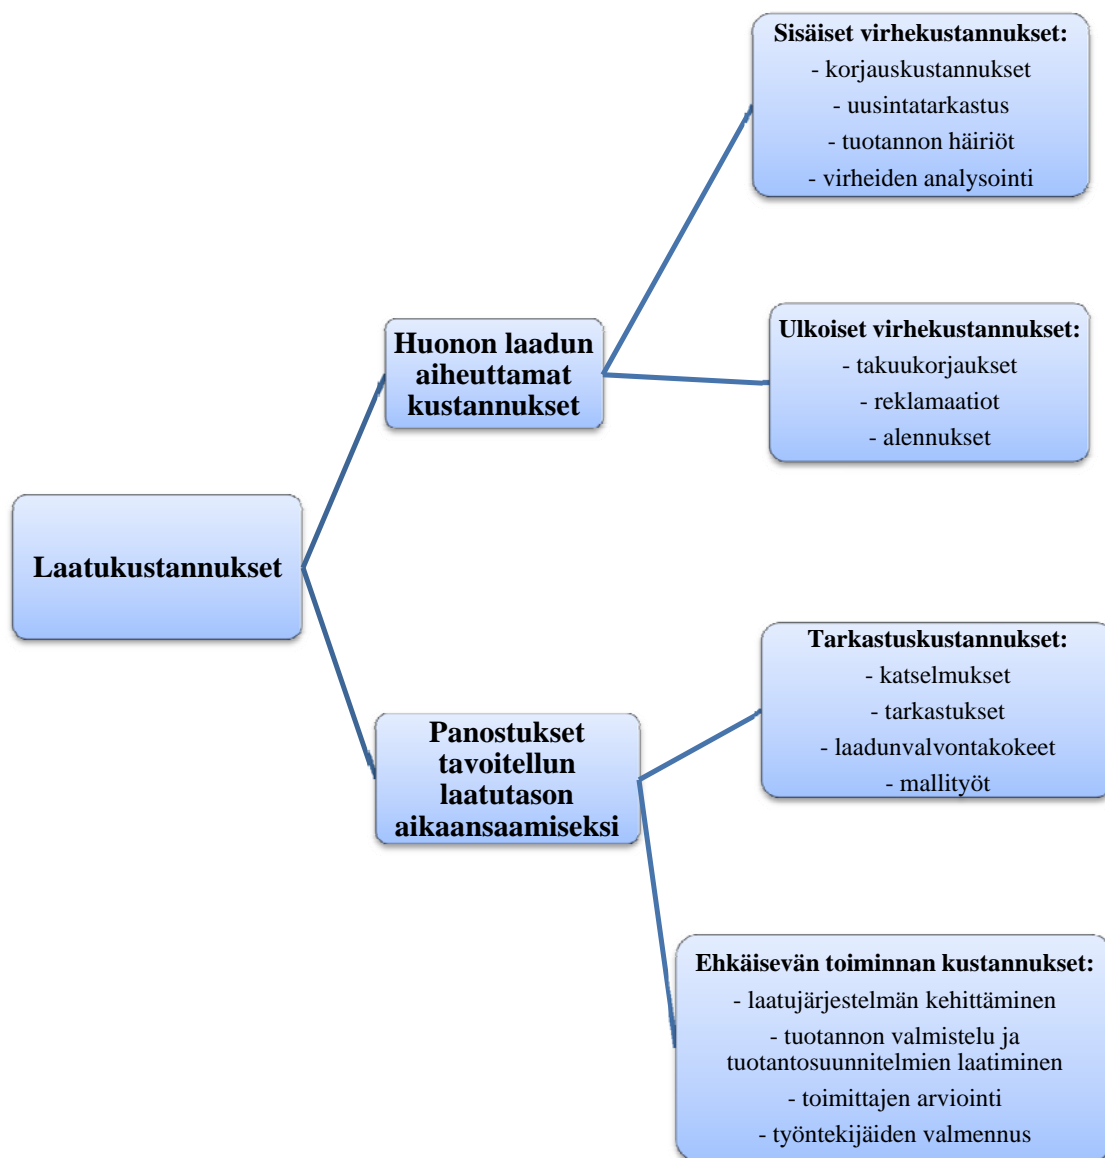 Laatukustannukset
Huonon laadun
aiheuttamat
kustannukset
Sisäiset virhekustannukset:
- korjauskustannukset
- uusintatarkastus
- tuotannon häiriöt
- virheiden analysointi
Ulkoiset virhekustannukset:
- takuukorjaukset
- reklamaatiot
- alennukset
Panostukset
tavoitellun
laatutason
aikaansaamiseksi
Tarkastuskustannukset:
- katselmukset
- tarkastukset
- laadunvalvontakokeet
- mallityöt
Ehkäisevän toiminnan kustannukset:
- laatujärjestelmän kehittäminen
- tuotannon valmistelu ja
tuotantosuunnitelmien laatiminen
- toimittajen arviointi
- työntekijäiden valmennus